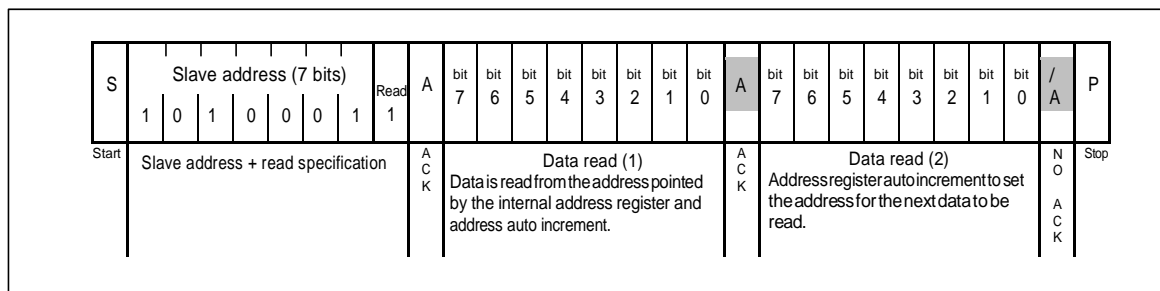 S Slave address (7 bits) Read A bit bit bit bit bit bit bit bit A bit bit bit bit bit bit bit bit / P
1 0 1 0 0 0 1 1 7 6 5 4 3 2 1 0 7 6 5 4 3 2 1 0 A
Start Slave address + read specification ACK Data read (1) ACK Data read (2) NO ACK Stop
Data is read from the address pointed
by the internal address register and
address auto increment.
Address register auto increment to set
the address for the next data to be
read.